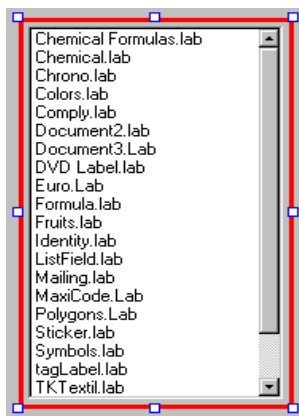 Chemical Formulas.lab
Chemical.lab
Chrono.lab
Colors.lab
Comply.lab
Document2.lab
Document3.Lab
DVD Label.lab
Euro.Lab
Formula.lab
Fruits.lab
Identity.lab
ListField.lab
Mailing.lab
MaxiCode.Lab
Polygons.Lab
Sticker.lab
Symbols.lab
tagLabel.lab
TKTextil.lab